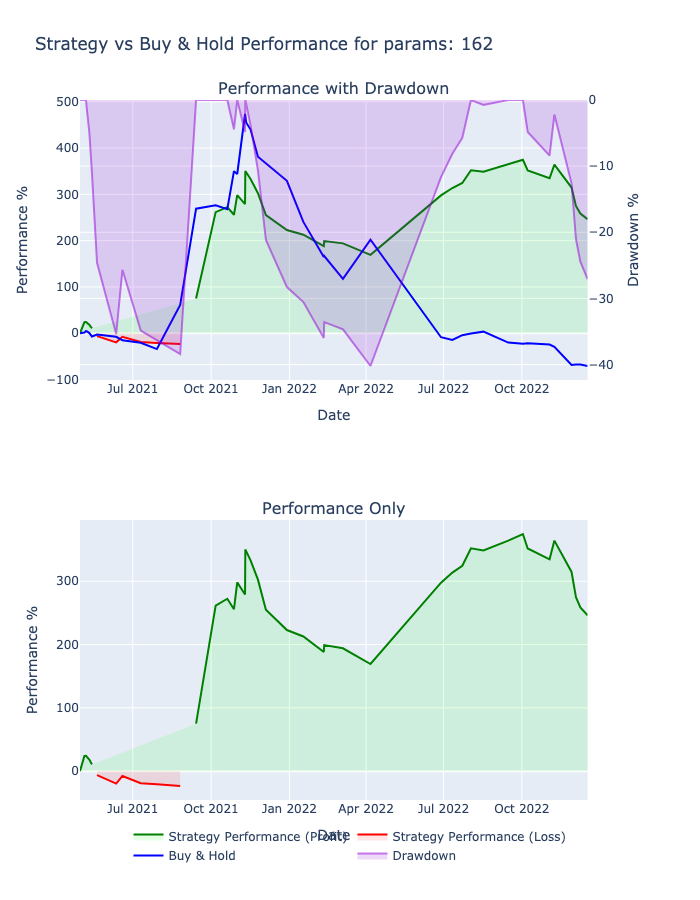 Strategy vs Buy & Hold Performance for params: 162
Performance with Drawdown
500
400
300
200
100
0
−100
Performance %
0
−10
−20
−30
−40
Drawdown %
Jul 2021 Oct 2021 Jan 2022 Apr 2022 Jul 2022 Oct 2022
Date
Performance Only
300
200
100
0
Performance %
Jul 2021 Oct 2021 Jan 2022 Apr 2022 Jul 2022 Oct 2022
Date
Strategy Performance (Profit) Strategy Performance (Loss)
Buy & Hold Drawdown